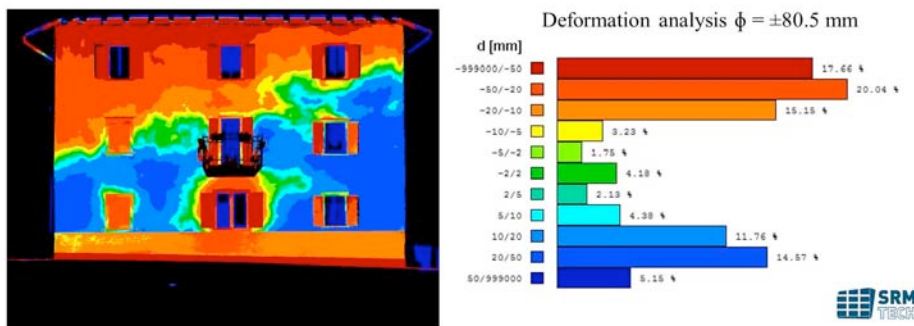 Deformation analysis ϕ = ±80.5 mm
d [mm]
-999000/-50 17.66 %
-50/-20 20.04 %
-20/-10 15.15 %
-10/-5 3.23 %
-5/-2 1.75 %
-2/2 4.18 %
2/5 2.13 %
5/10 4.38 %
10/20 11.76 %
20/50 14.57 %
50/999000 5.15 %
SRM
TECH